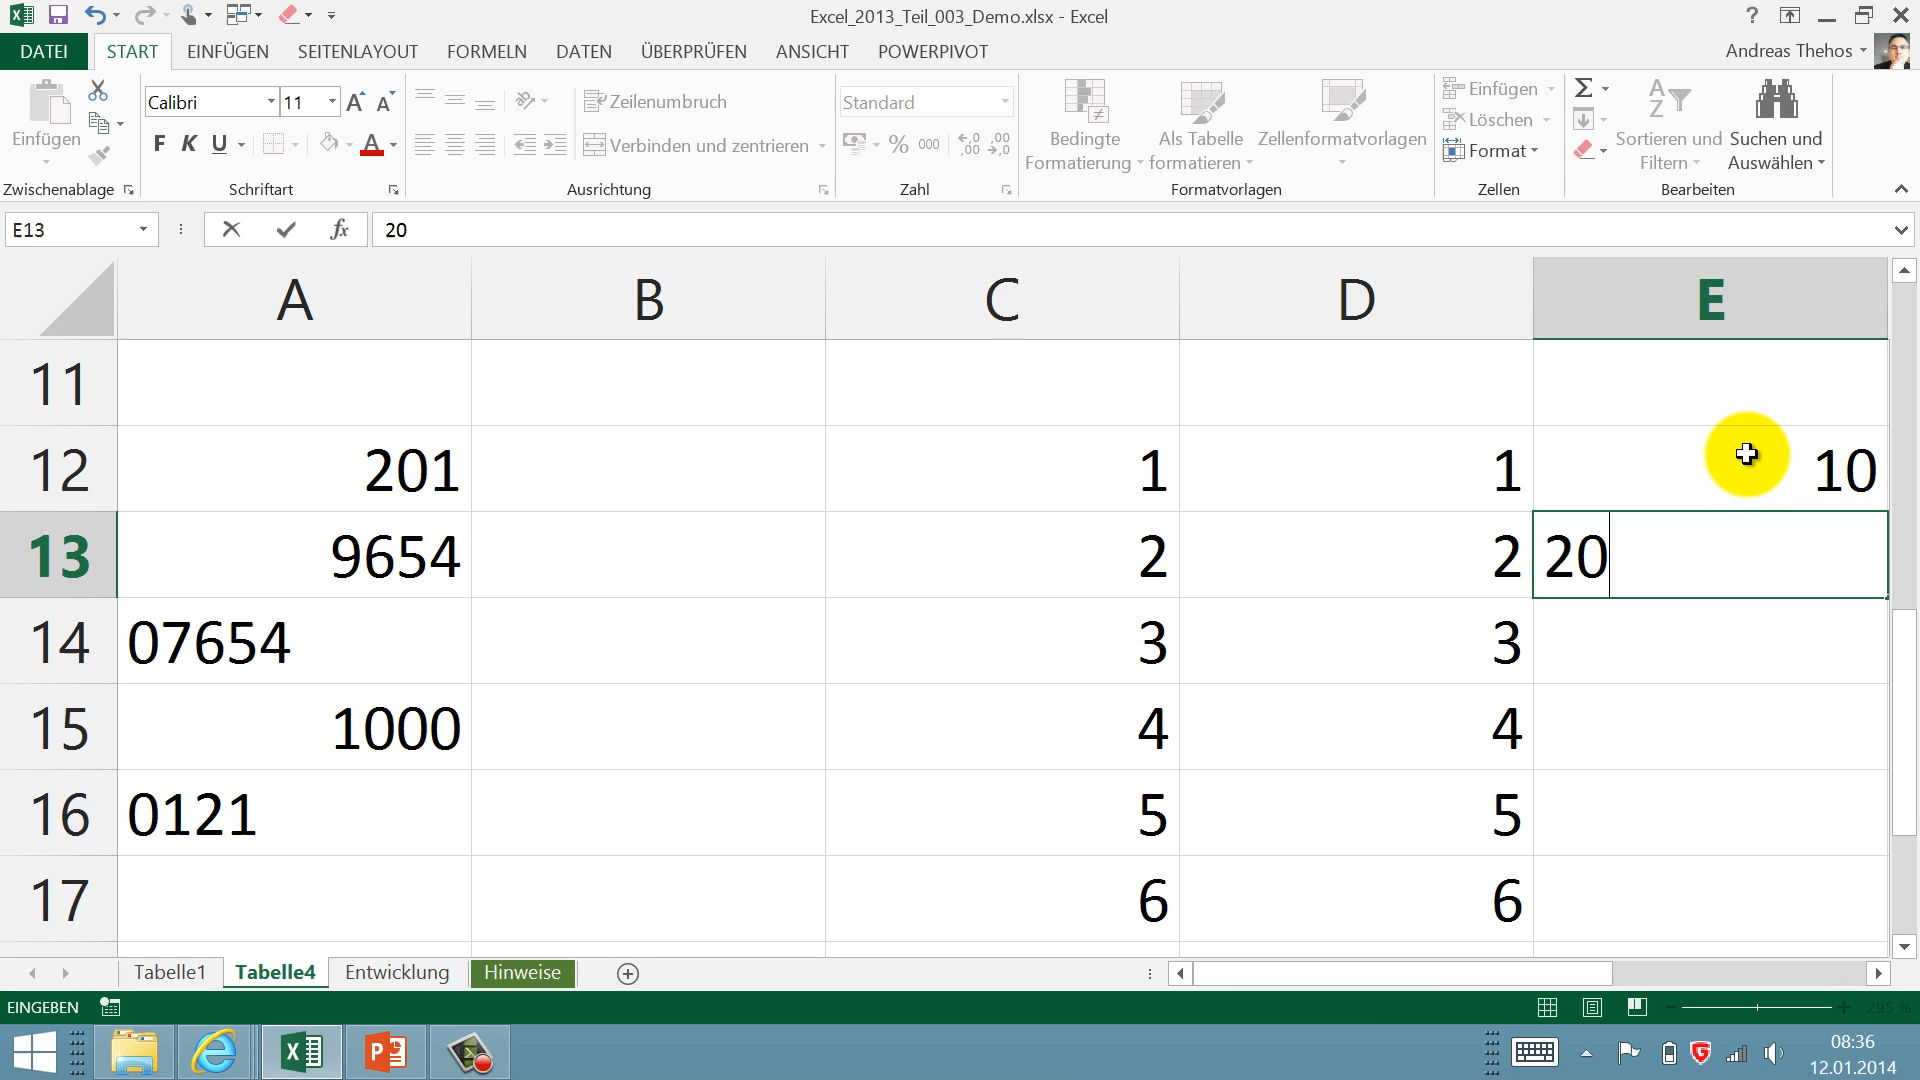 Excel_2013_Teil_003_Demo.xlsx - Excel
?
DATEI START EINFÜGEN SEITENLAYOUT FORMELN DATEN ÜBERPRÜFEN ANSICHT POWERPIVOT
Andreas Thehos
Einfügen
Zwischenablage
Calibri 11
F K U
Schriftart
Zeilenumbruch
Verbinden und zentrieren
Ausrichtung
Standard
% 000
Zahl
Bedingte Formatierung
Als Tabelle formatieren
Zellenformatvorlagen
Formatvorlagen
Einfügen
Löschen
Format
Zellen
Sortieren und Filtern
Suchen und Auswählen
Bearbeiten
E13 fx 20
A B C D E
11
12 201 1 1 10
13 9654 2 2 20
14 07654 3 3
15 1000 4 4
16 0121 5 5
17 6 6
Tabelle1 Tabelle4 Entwicklung Hinweise
EINGEBEN
295 %
08:36
12.01.2014